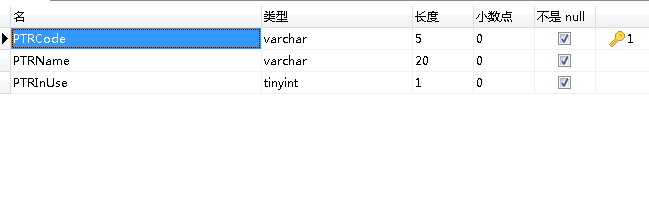 名 类型 长度 小数点 不是 null
PTRCode varchar 5 0 1
PTRName varchar 20 0
PTRInUse tinyint 1 0